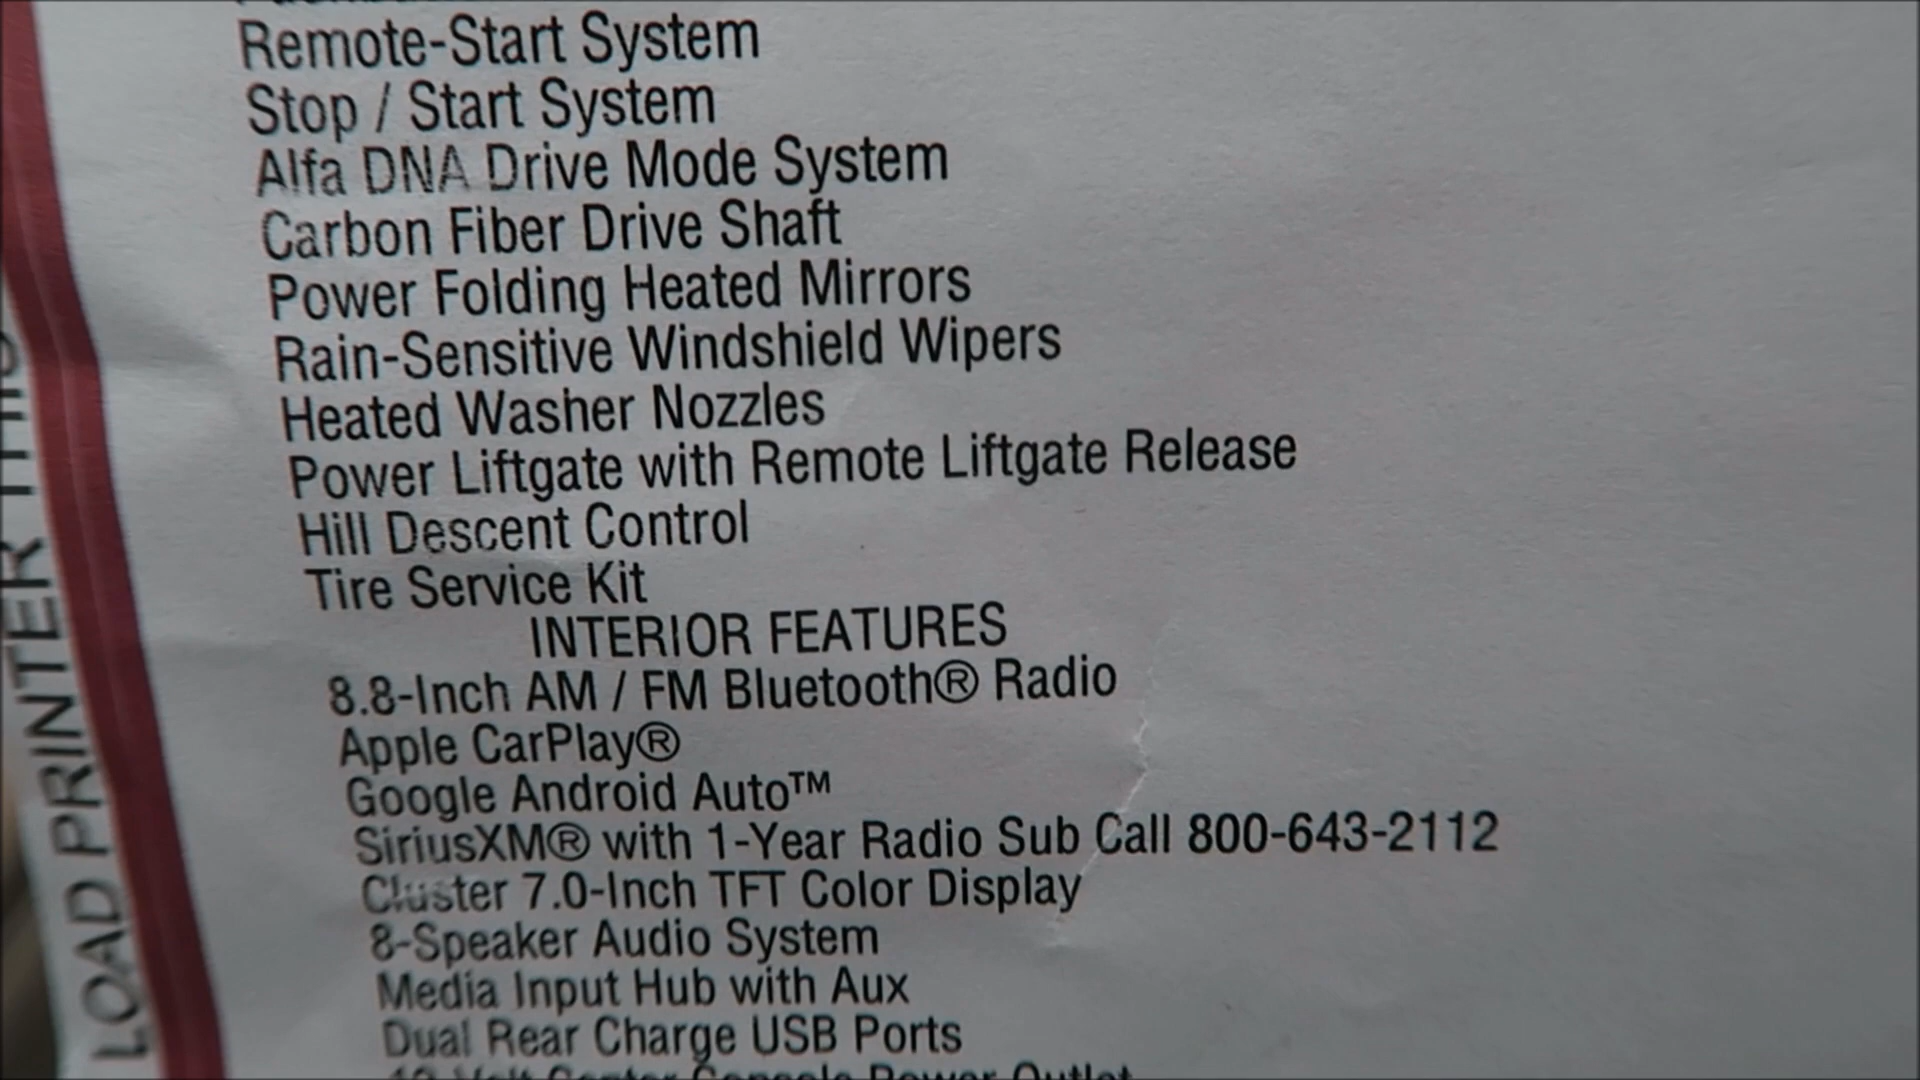 Remote-Start System
Stop / Start System
Alfa DNA Drive Mode System
Carbon Fiber Drive Shaft
Power Folding Heated Mirrors
Rain-Sensitive Windshield Wipers
Heated Washer Nozzles
Power Liftgate with Remote Liftgate Release
Hill Descent Control
Tire Service Kit
INTERIOR FEATURES
8.8-Inch AM / FM Bluetooth® Radio
Apple CarPlay®
Google Android Auto™
SiriusXM® with 1-Year Radio Sub Call 800-643-2112
Cluster 7.0-Inch TFT Color Display
8-Speaker Audio System
Media Input Hub with Aux
Dual Rear Charge USB Ports
Center Console Power Outlet
LOAD PRINTER